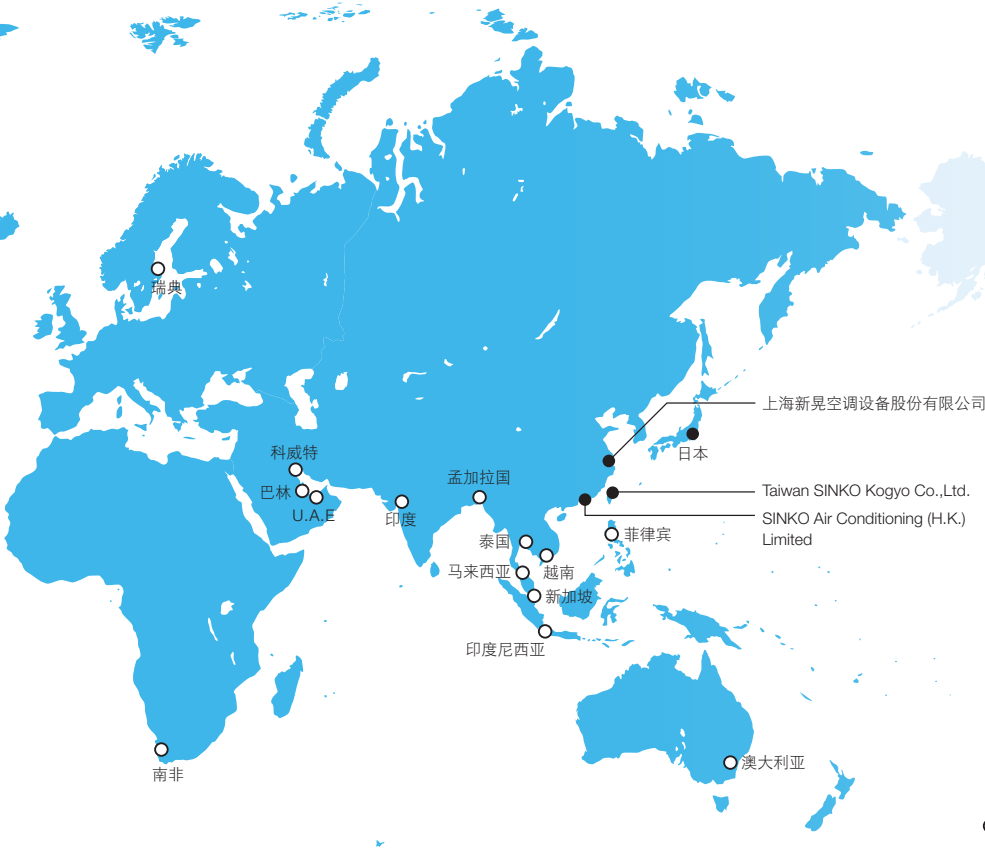 瑞典
上海新晃空调设备股份有限公司
日本
科威特
孟加拉国
巴林
U.A.E
印度
Taiwan SINKO Kogyo Co.,Ltd.
SINKO Air Conditioning (H.K.)
Limited
菲律宾
泰国
越南
马来西亚
新加坡
印度尼西亚
澳大利亚
南非